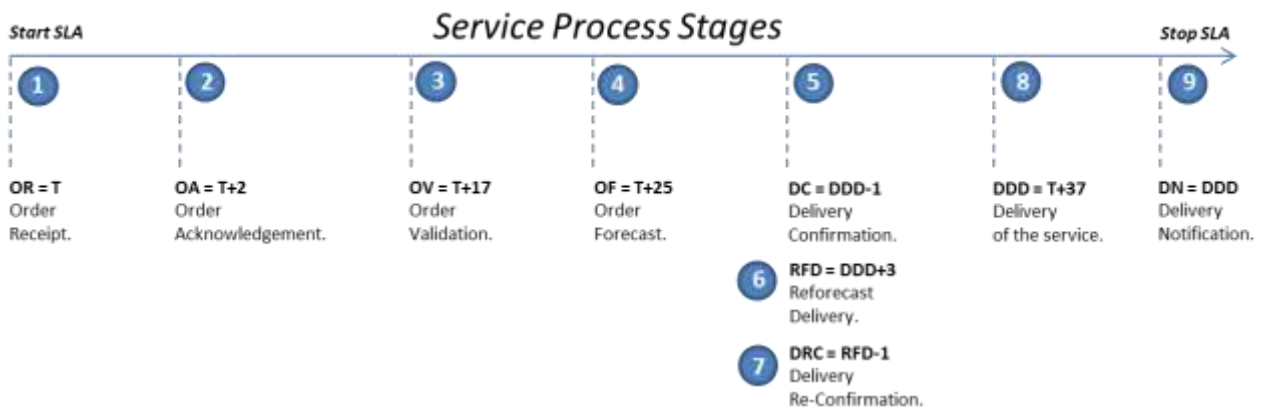 Service Process Stages
Start SLA
Stop SLA
1
2
3
4
5
8
9
OR = T
Order
Receipt.
OA = T+2
Order
Acknowledgement.
OV = T+17
Order
Validation.
OF = T+25
Order
Forecast.
DC = DDD-1
Delivery
Confirmation.
DDD = T+37
Delivery
of the service.
DN = DDD
Delivery
Notification.
6
RFD = DDD+3
Reforecast
Delivery.
7
DRC = RFD-1
Delivery
Re-Confirmation.